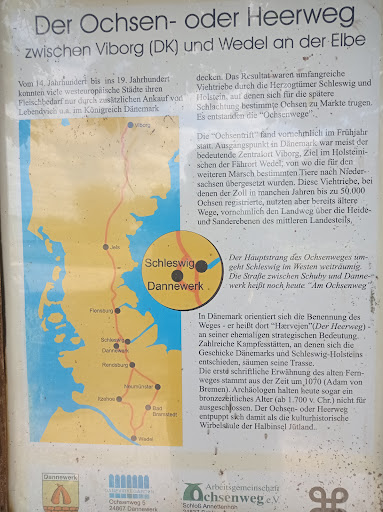 Der Ochsen- oder Heerweg
zwischen Viborg (DK) und Wedel an der Elbe
Vom 14. Jahrhundert bis ins 19. Jahrhundert
konnten viele westeuropäische Städte ihren
Fleischbedarf nur durch zusätzlichen Ankauf von
Lebendvieh u.a. im Königreich Dänemark
decken. Das Resultat waren umfangreiche
Viehtriebe durch die Herzogtümer Schleswig und
Holstein, auf denen sich für die spätere
Schlachtung bestimmte Ochsen zu Markte trugen.
Es entstanden die "Ochsenwege".
Die "Ochsentrift" fand vornehmlich im Frühjahr
statt. Ausgangspunkt in Dänemark war meist der
bedeutende Zentralort Viborg, Ziel im Holsteini-
schen der Fährort Wedel, von wo die für den
weiteren Marsch bestimmten Tiere nach Nieder-
sachsen übergesetzt wurden. Diese Viehtriebe, bei
denen der Zoll in manchen Jahren bis zu 50.000
Ochsen registrierte, nutzten aber bereits ältere
Wege, vornehmlich den Landweg über die Heide-
und Sanderebenen des mittleren Landesteils.
Der Hauptstrang des Ochsenweges um-
geht Schleswig im Westen weiträumig.
Die Straße zwischen Schuby und Danne-
werk heißt noch heute "Am Ochsenweg"
In Dänemark orientiert sich die Benennung des
Weges - er heißt dort "Hærvejen" (Der Heerweg) -
an seiner ehemaligen strategischen Bedeutung.
Zahlreiche Kampfesstätten, an denen sich die
Geschicke Dänemarks und Schleswig-Holsteins
entschieden, säumen seine Trasse.
Die erste schriftliche Erwähnung des alten Fern-
weges stammt aus der Zeit um 1070 (Adam von
Bremen). Archäologen halten heute sogar ein
bronzezeitliches Alter (ab 1.700 v. Chr.) nicht für
ausgeschlossen. Der Ochsen- oder Heerweg
entpuppt sich damit als die kulturhistorische
Wirbelsäule der Halbinsel Jütland.
Viborg
Jels
Schleswig
Dannewerk
Flensburg
Schleswig
Dannewerk
Rendsburg
Neumünster
Itzehoe
Bad
Bramstedt
Wedel
Dannewerk
Ochsenweg 5
24867 Dannewerk
Arbeitsgemeinschaft
Ochsenweg e.V.
Schloß Annettenhöh